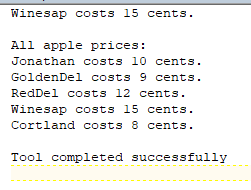 Winesap costs 15 cents.
All apple prices:
Jonathan costs 10 cents.
GoldenDel costs 9 cents.
RedDel costs 12 cents.
Winesap costs 15 cents.
Cortland costs 8 cents.
Tool completed successfully